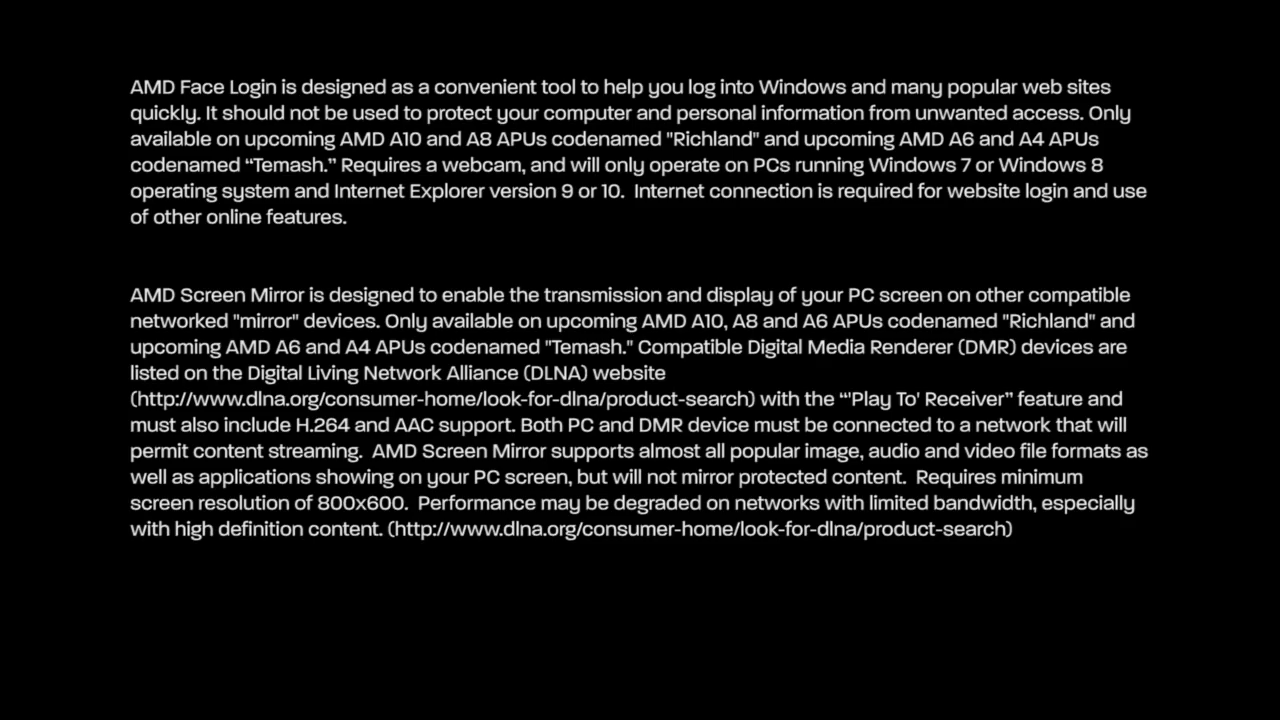 AMD Face Login is designed as a convenient tool to help you log into Windows and many popular web sites
quickly. It should not be used to protect your computer and personal information from unwanted access. Only
available on upcoming AMD A10 and A8 APUs codenamed "Richland" and upcoming AMD A6 and A4 APUs
codenamed “Temash.” Requires a webcam, and will only operate on PCs running Windows 7 or Windows 8
operating system and Internet Explorer version 9 or 10.  Internet connection is required for website login and use
of other online features.
AMD Screen Mirror is designed to enable the transmission and display of your PC screen on other compatible
networked "mirror" devices. Only available on upcoming AMD A10, A8 and A6 APUs codenamed "Richland" and
upcoming AMD A6 and A4 APUs codenamed "Temash." Compatible Digital Media Renderer (DMR) devices are
listed on the Digital Living Network Alliance (DLNA) website
(http://www.dlna.org/consumer-home/look-for-dlna/product-search) with the “'Play To' Receiver” feature and
must also include H.264 and AAC support. Both PC and DMR device must be connected to a network that will
permit content streaming.  AMD Screen Mirror supports almost all popular image, audio and video file formats as
well as applications showing on your PC screen, but will not mirror protected content.  Requires minimum
screen resolution of 800x600.  Performance may be degraded on networks with limited bandwidth, especially
with high definition content. (http://www.dlna.org/consumer-home/look-for-dlna/product-search)